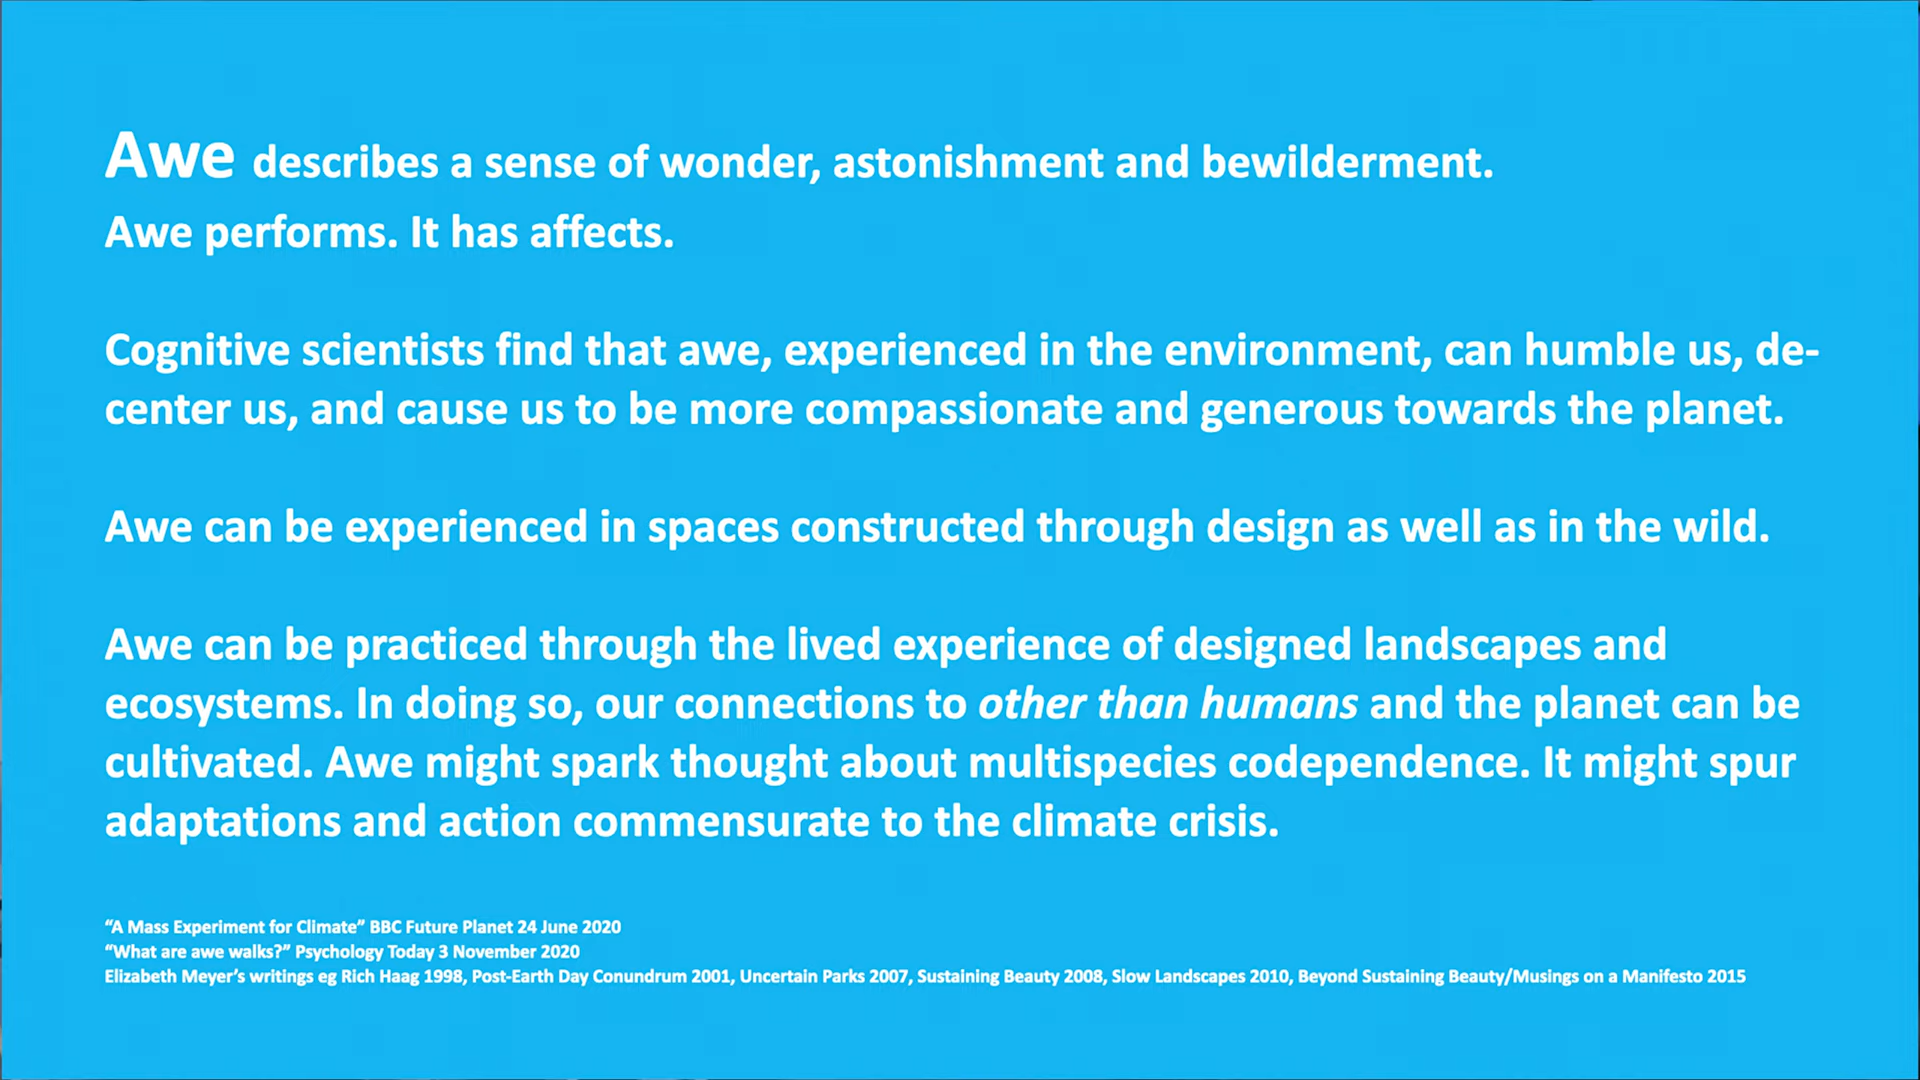 Awe describes a sense of wonder, astonishment and bewilderment.
Awe performs. It has affects.
Cognitive scientists find that awe, experienced in the environment, can humble us, de-
center us, and cause us to be more compassionate and generous towards the planet.
Awe can be experienced in spaces constructed through design as well as in the wild.
Awe can be practiced through the lived experience of designed landscapes and
ecosystems. In doing so, our connections to other than humans and the planet can be
cultivated. Awe might spark thought about multispecies codependence. It might spur
adaptations and action commensurate to the climate crisis.
“A Mass Experiment for Climate” BBC Future Planet 24 June 2020
“What are awe walks?” Psychology Today 3 November 2020
Elizabeth Meyer’s writings eg Rich Haag 1998, Post-Earth Day Conundrum 2001, Uncertain Parks 2007, Sustaining Beauty 2008, Slow Landscapes 2010, Beyond Sustaining Beauty/Musings on a Manifesto 2015